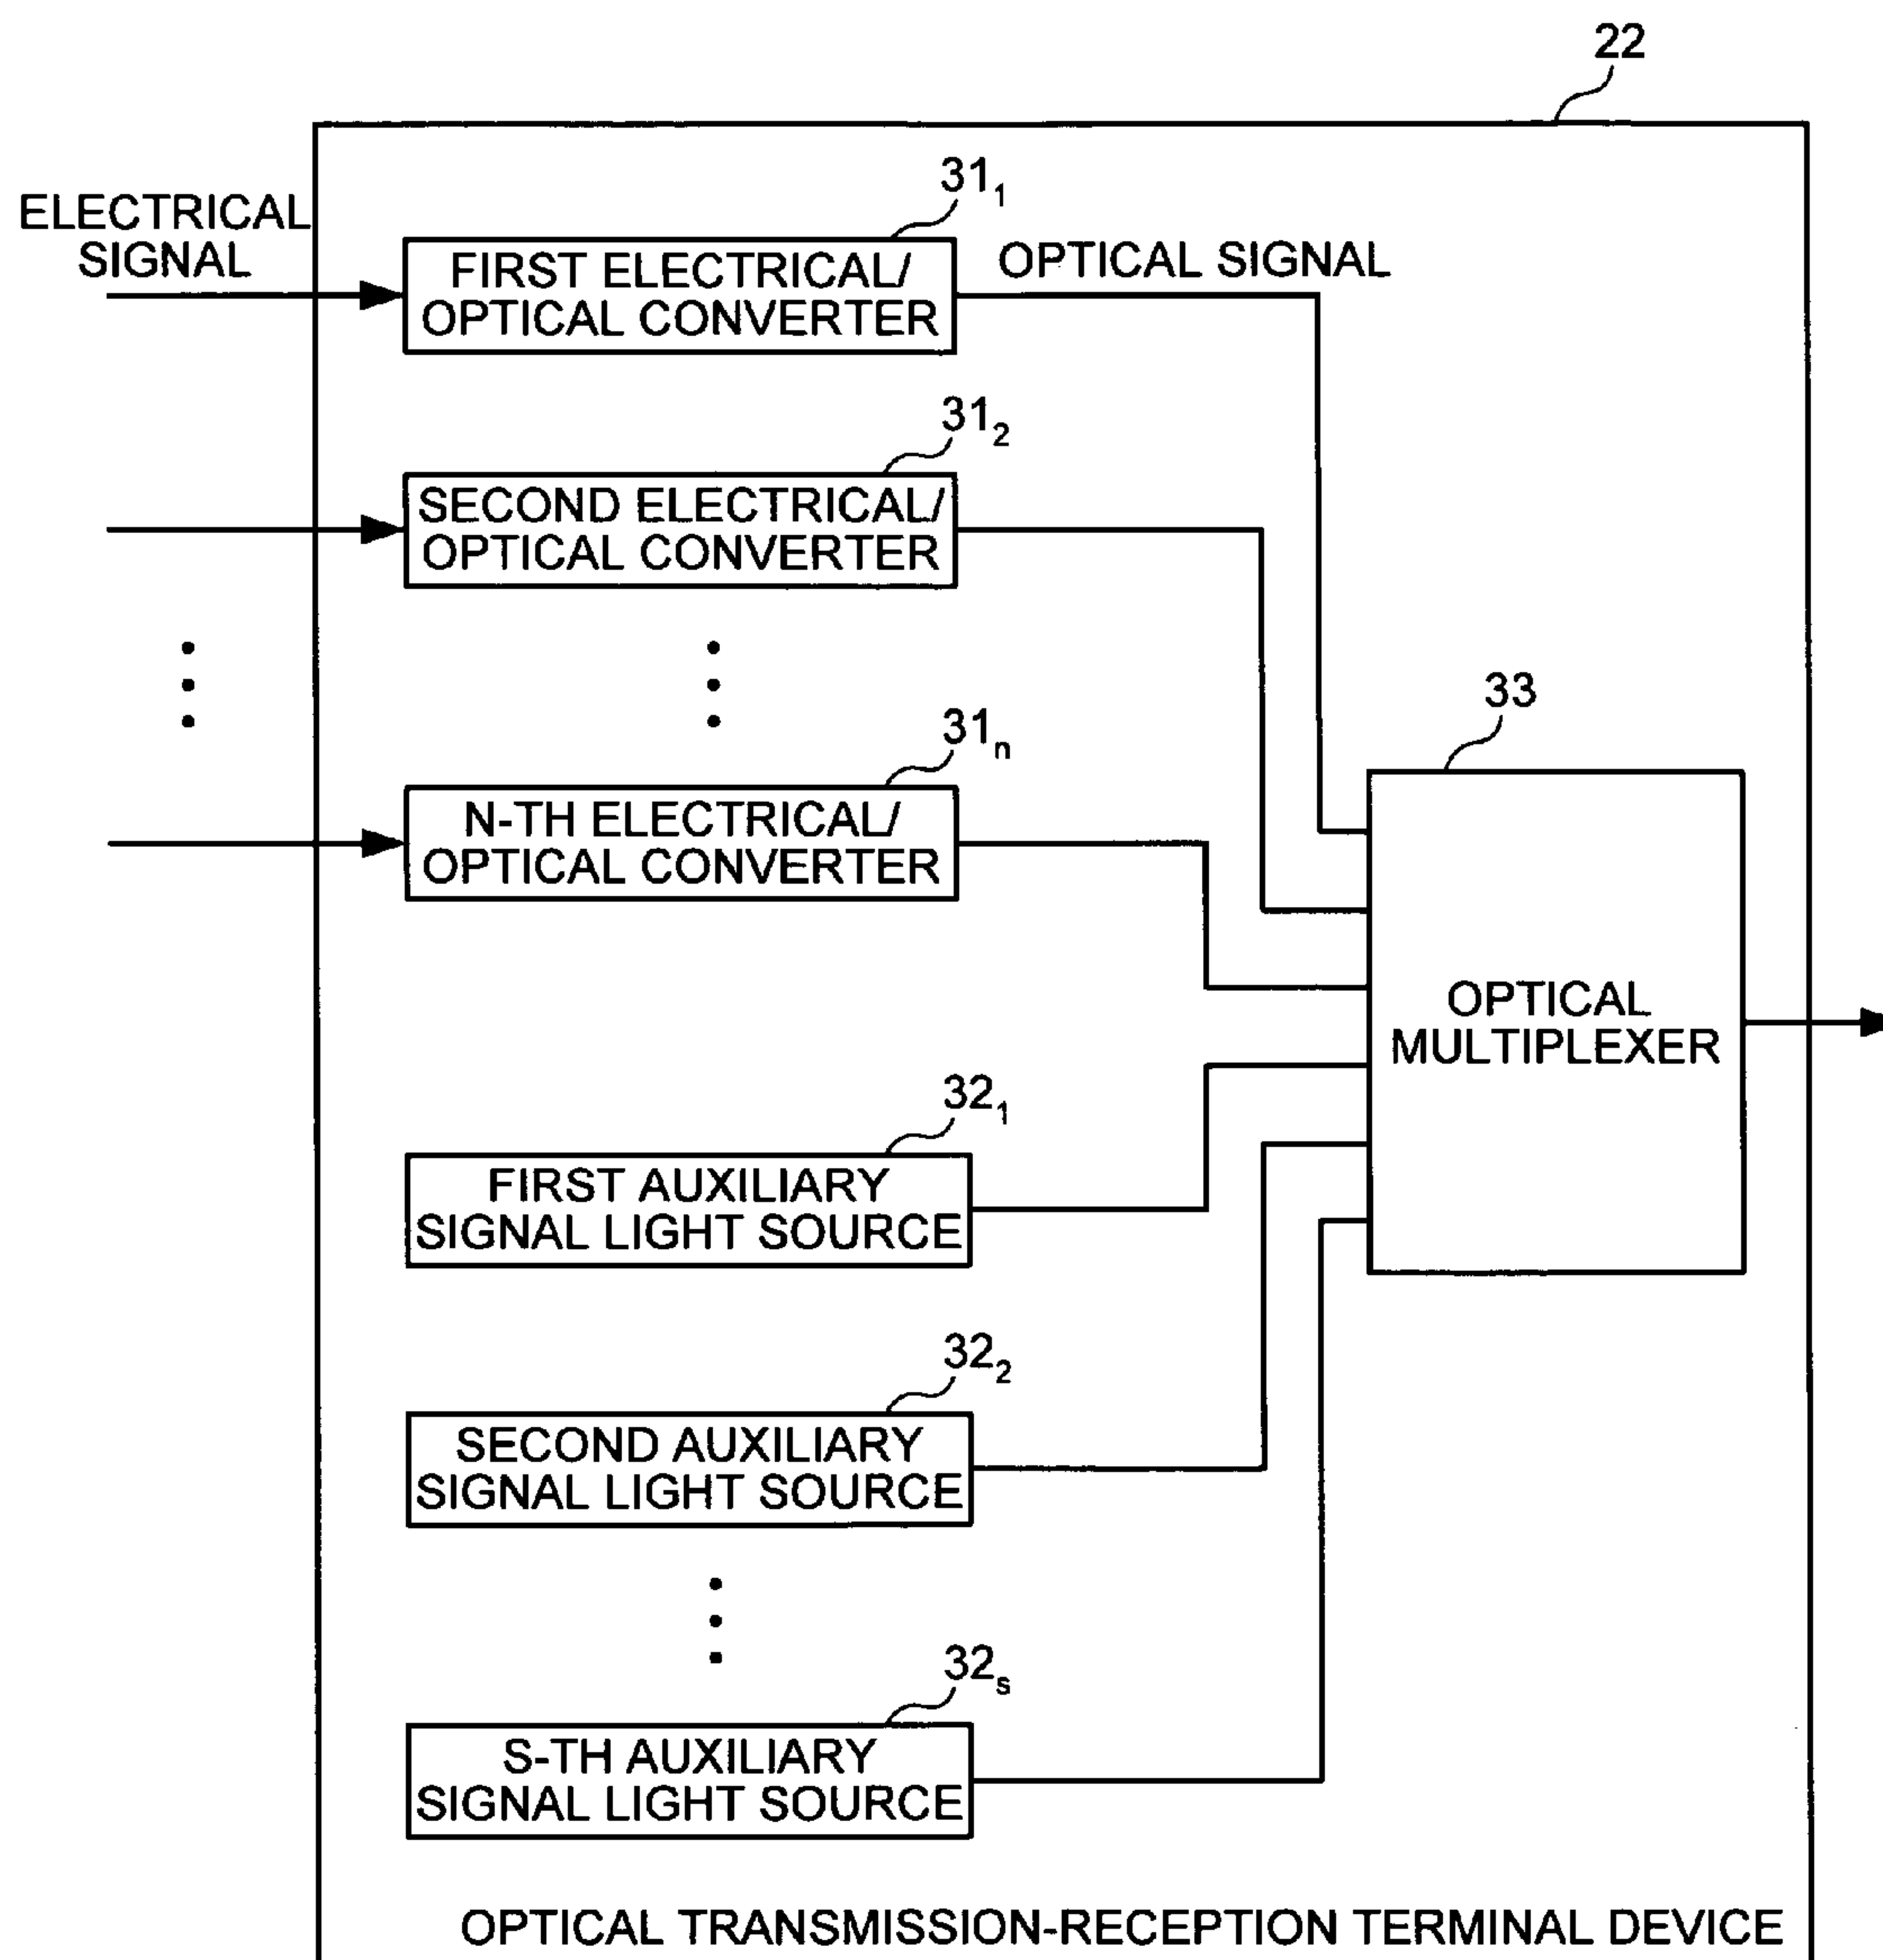 22
31₁
ELECTRICAL
SIGNAL
FIRST ELECTRICAL/
OPTICAL CONVERTER
OPTICAL SIGNAL
31₂
SECOND ELECTRICAL/
OPTICAL CONVERTER
31ₙ
N-TH ELECTRICAL/
OPTICAL CONVERTER
33
OPTICAL
MULTIPLEXER
32₁
FIRST AUXILIARY
SIGNAL LIGHT SOURCE
32₂
SECOND AUXILIARY
SIGNAL LIGHT SOURCE
32ₛ
S-TH AUXILIARY
SIGNAL LIGHT SOURCE
OPTICAL TRANSMISSION-RECEPTION TERMINAL DEVICE